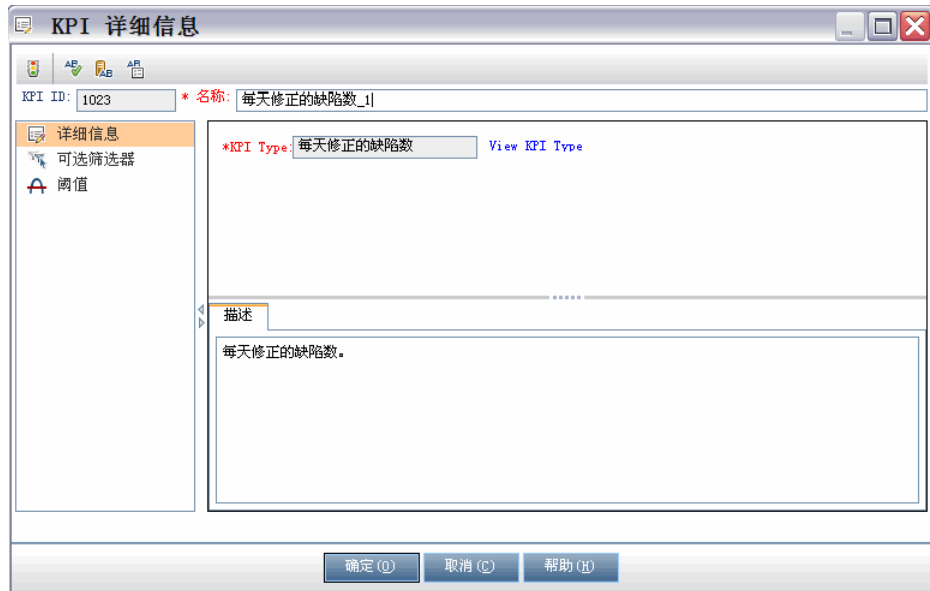 KPI 详细信息
KPI ID: 1023 * 名称: 每天修正的缺陷数_1
详细信息
可选筛选器
阈值
*KPI Type: 每天修正的缺陷数 View KPI Type
描述
每天修正的缺陷数。
确定(O) 取消(C) 帮助(H)